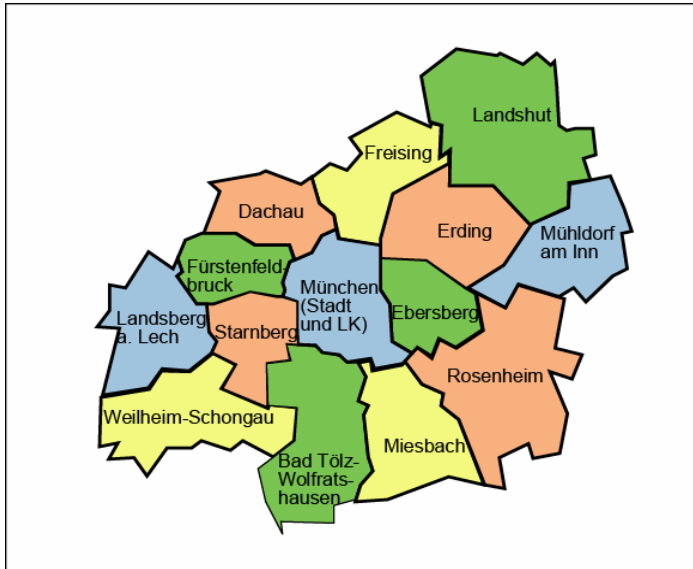 Landshut
Freising
Dachau
Erding
Mühldorf
am Inn
Fürstenfeld-
bruck
München
(Stadt
und LK)
Ebersberg
Landsberg
a. Lech
Starnberg
Rosenheim
Weilheim-Schongau
Miesbach
Bad Tölz-
Wolfrats-
hausen